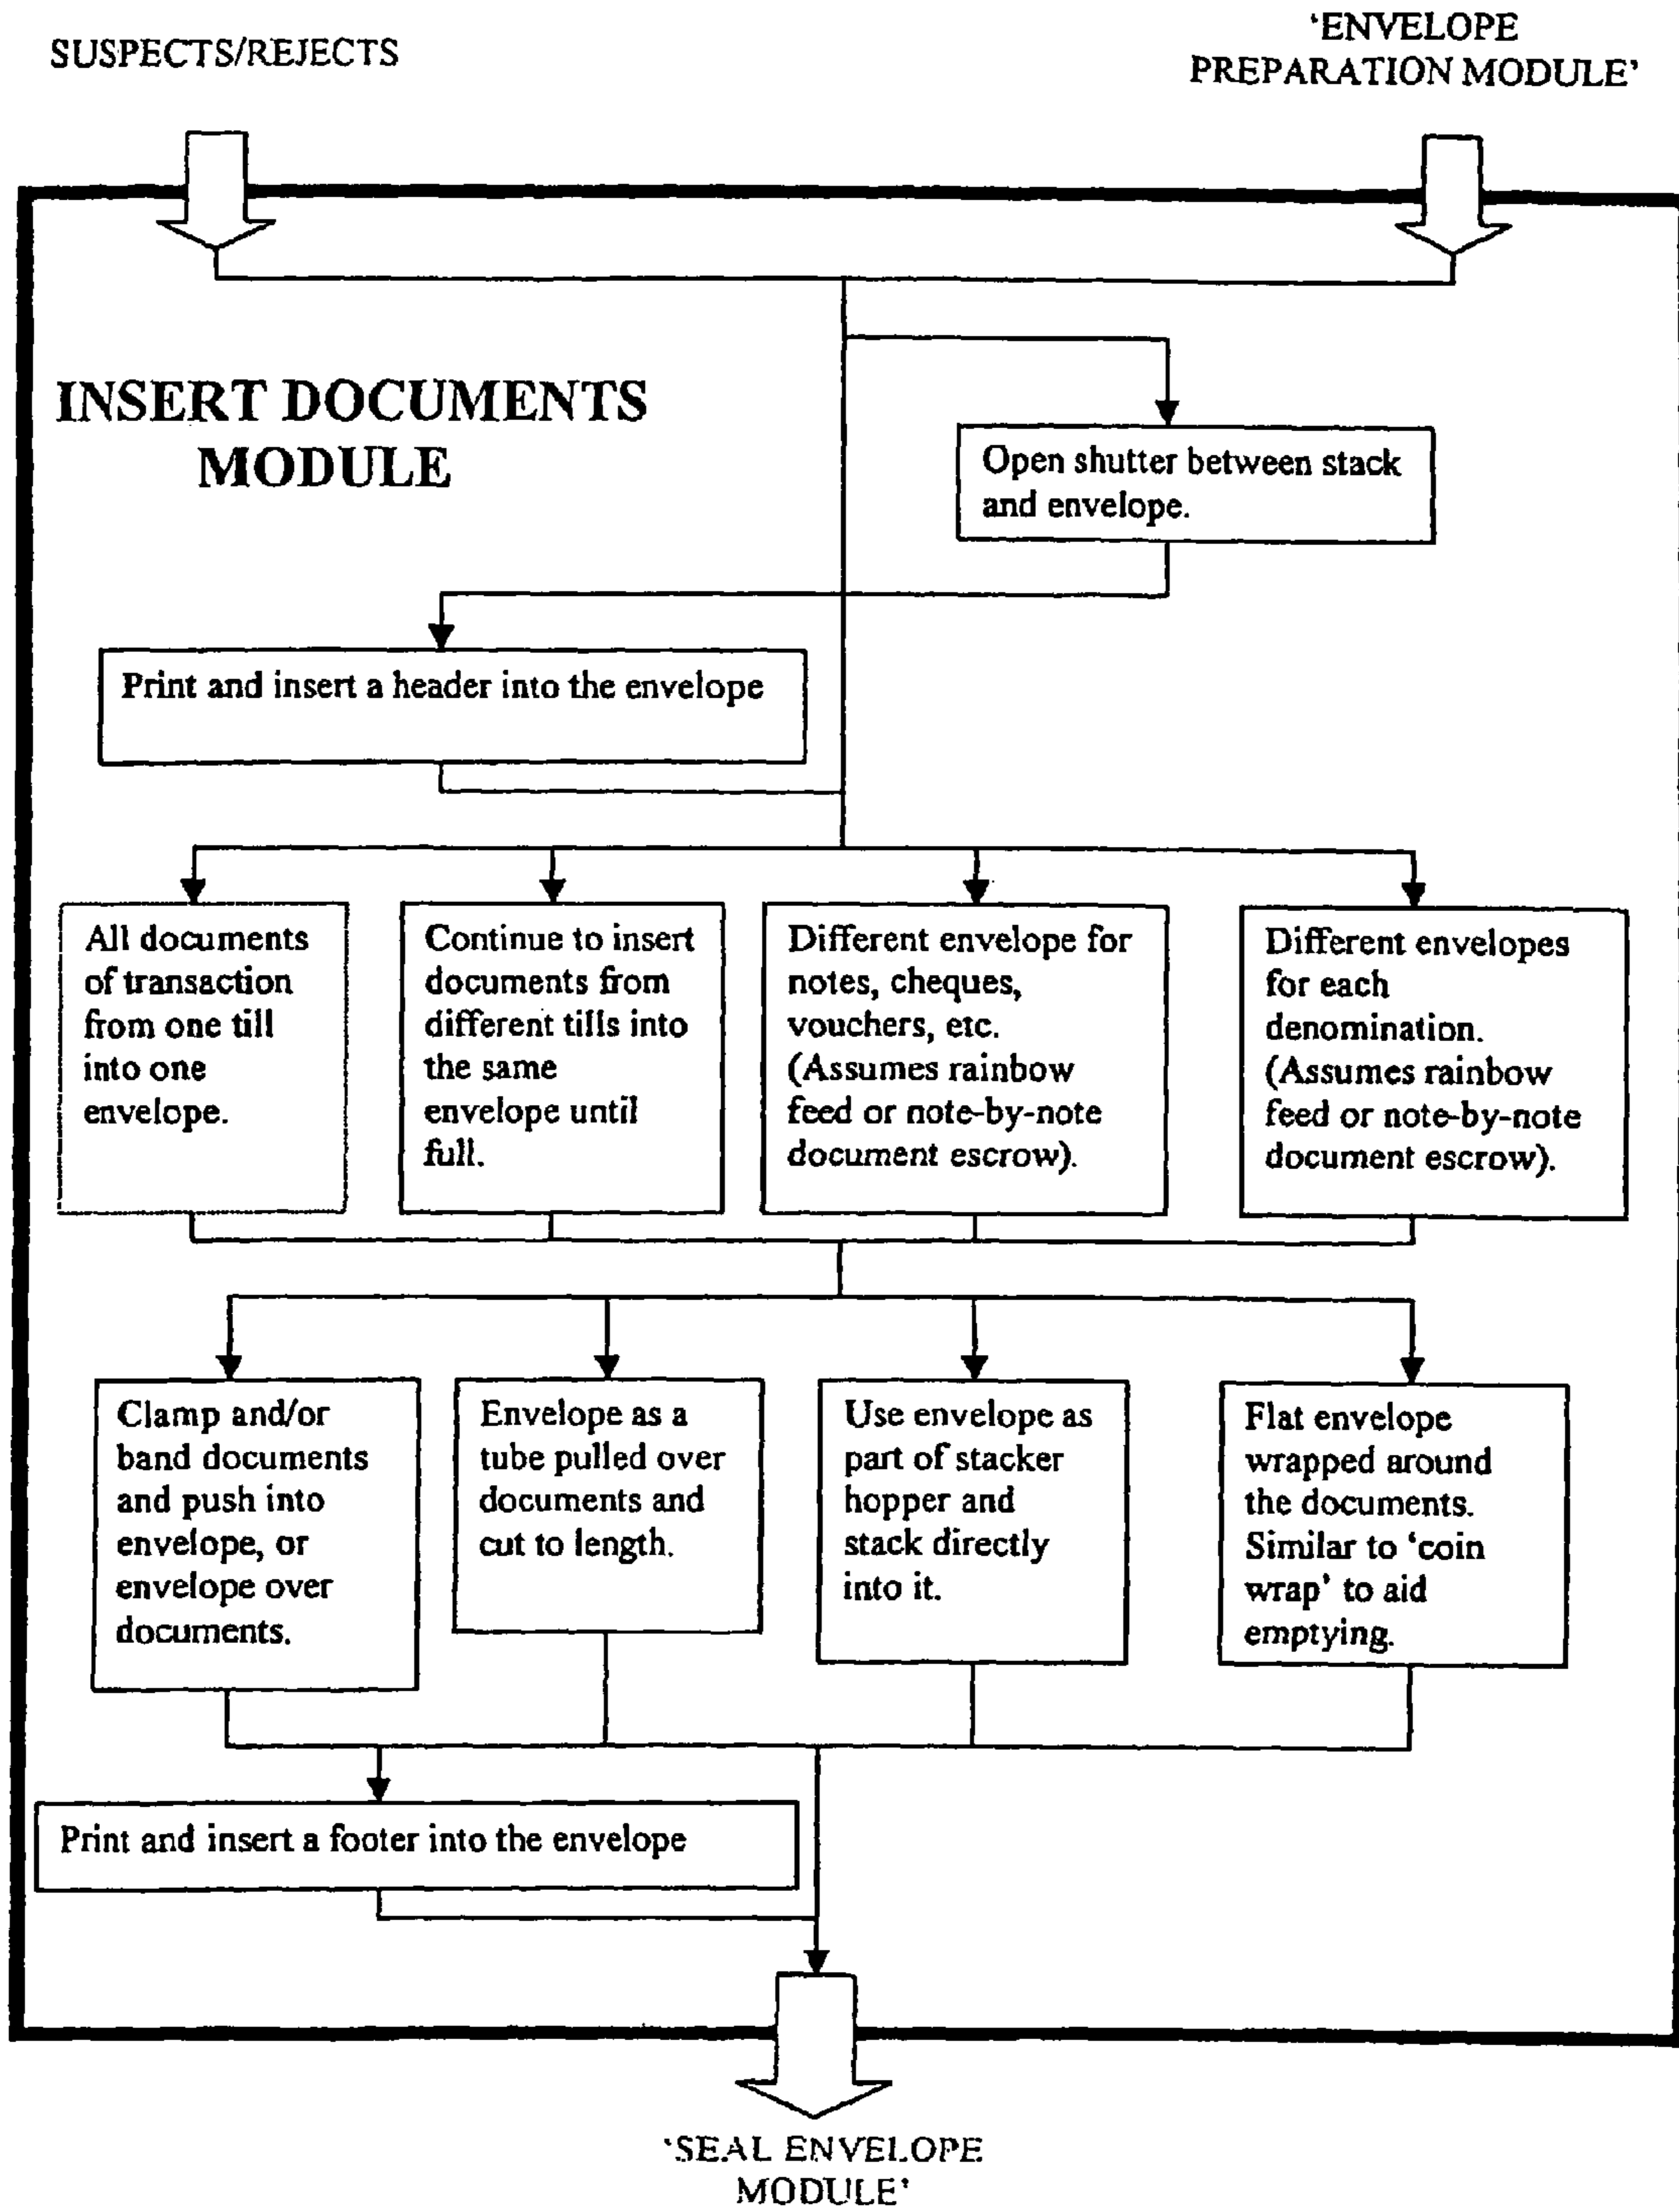 SUSPECTS/REJECTS
‘ENVELOPE
PREPARATION MODULE’
INSERT DOCUMENTS
MODULE
Open shutter between stack
and envelope.
Print and insert a header into the envelope
All documents
of transaction
from one till
into one
envelope.
Continue to insert
documents from
different tills into
the same
envelope until
full.
Different envelope for
notes, cheques,
vouchers, etc.
(Assumes rainbow
feed or note-by-note
document escrow).
Different envelopes
for each
denomination.
(Assumes rainbow
feed or note-by-note
document escrow).
Clamp and/or
band documents
and push into
envelope, or
envelope over
documents.
Envelope as a
tube pulled over
documents and
cut to length.
Use envelope as
part of stacker
hopper and
stack directly
into it.
Flat envelope
wrapped around
the documents.
Similar to ‘coin
wrap’ to aid
emptying.
Print and insert a footer into the envelope
‘SEAL ENVELOPE
MODULE’